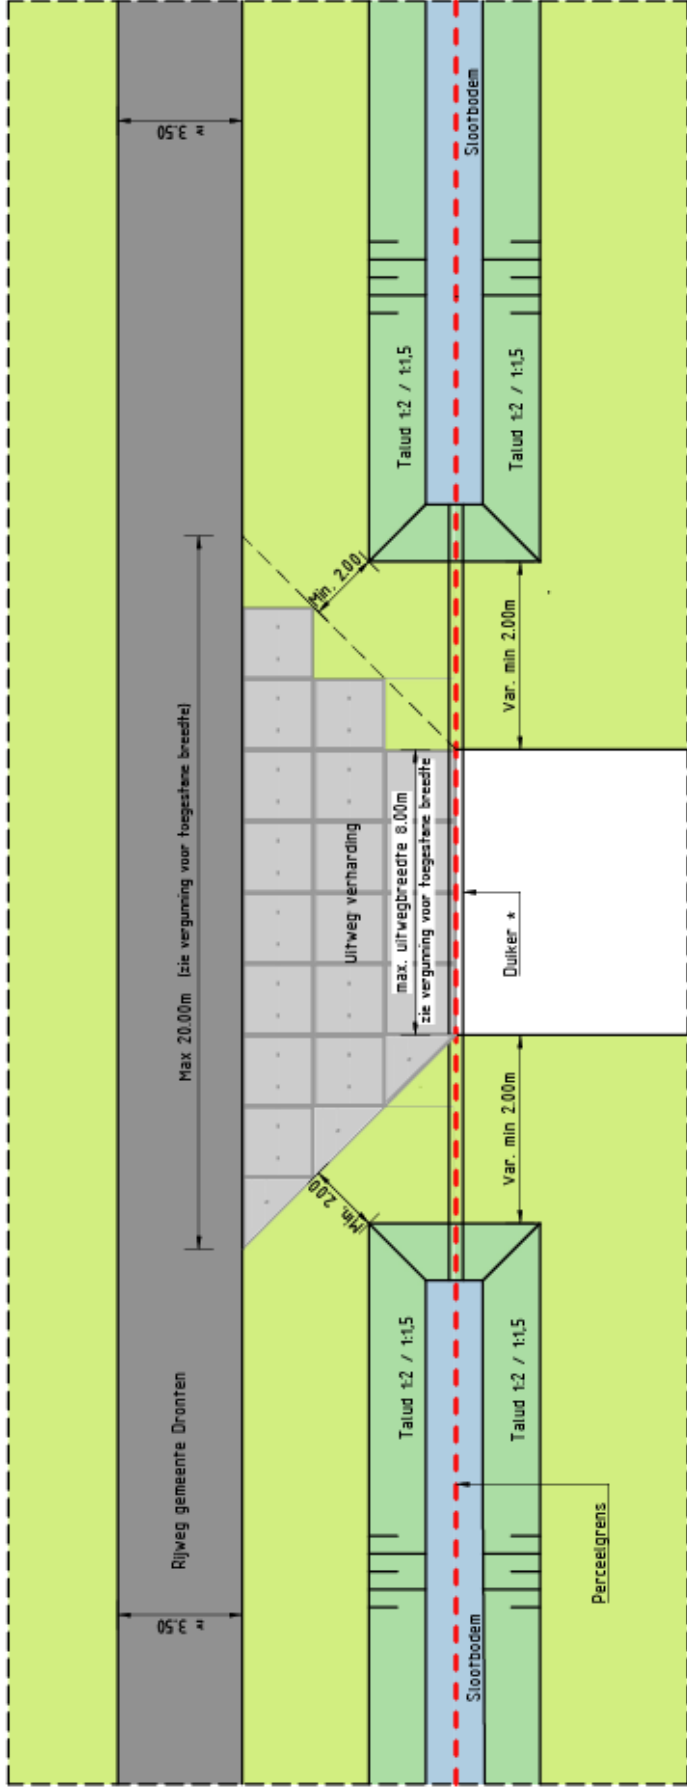 ≈ 3.50
Rijweg gemeente Dronten
Max 20.00m (zie vergunning voor toegestane breedte)
≈ 3.50
Min. 2.00
Uitweg verharding
Min. 2.00
max. uitwegbreedte 8.00m
zie vergunning voor toegestane breedte
Talud 1:2 / 1:1,5
Talud 1:2 / 1:1,5
Slootbodem
Slootbodem
Var. min 2.00m
Duiker *
Var. min 2.00m
Talud 1:2 / 1:1,5
Talud 1:2 / 1:1,5
Perceelgrens